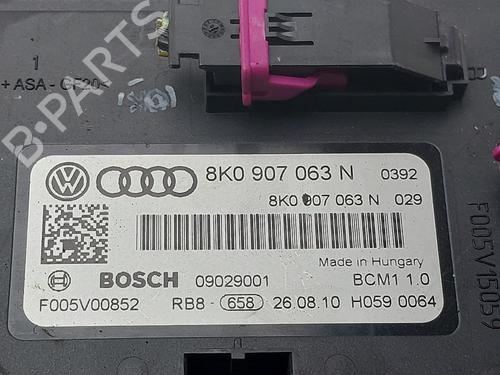 1
+ ASA - GF20<
B-PARTS
8K0 907 063 N 0392
8K0 907 063 N 029
Made in Hungary
BOSCH 09029001 BCM1 1.0
F005V00852 RB8 - 658 26.08.10 H059 0064
F005V15059